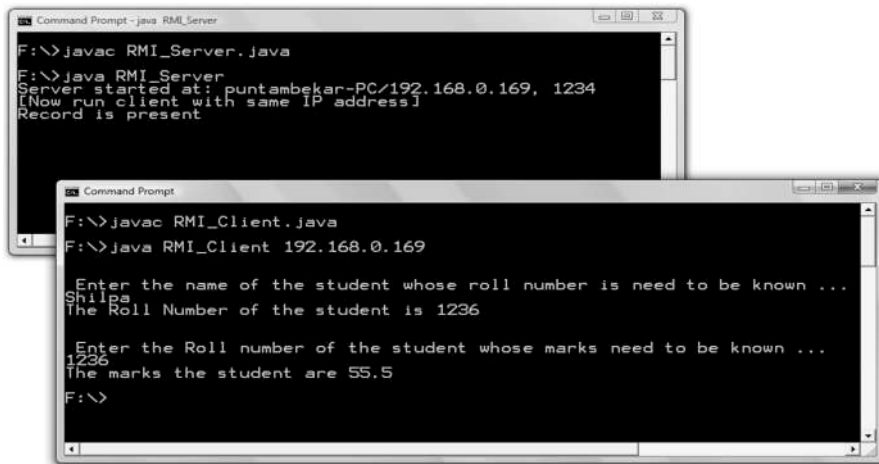 Command Prompt - java RMI_Server
F:\>javac RMI_Server.java
F:\>java RMI_Server
Server started at: puntambekar-PC/192.168.0.169, 1234
[Now run client with same IP address]
Record is present
Command Prompt
F:\>javac RMI_Client.java
F:\>java RMI_Client 192.168.0.169
Enter the name of the student whose roll number is need to be known ...
Shilpa
The Roll Number of the student is 1236
Enter the Roll number of the student whose marks need to be known ...
1236
The marks the student are 55.5
F:\>